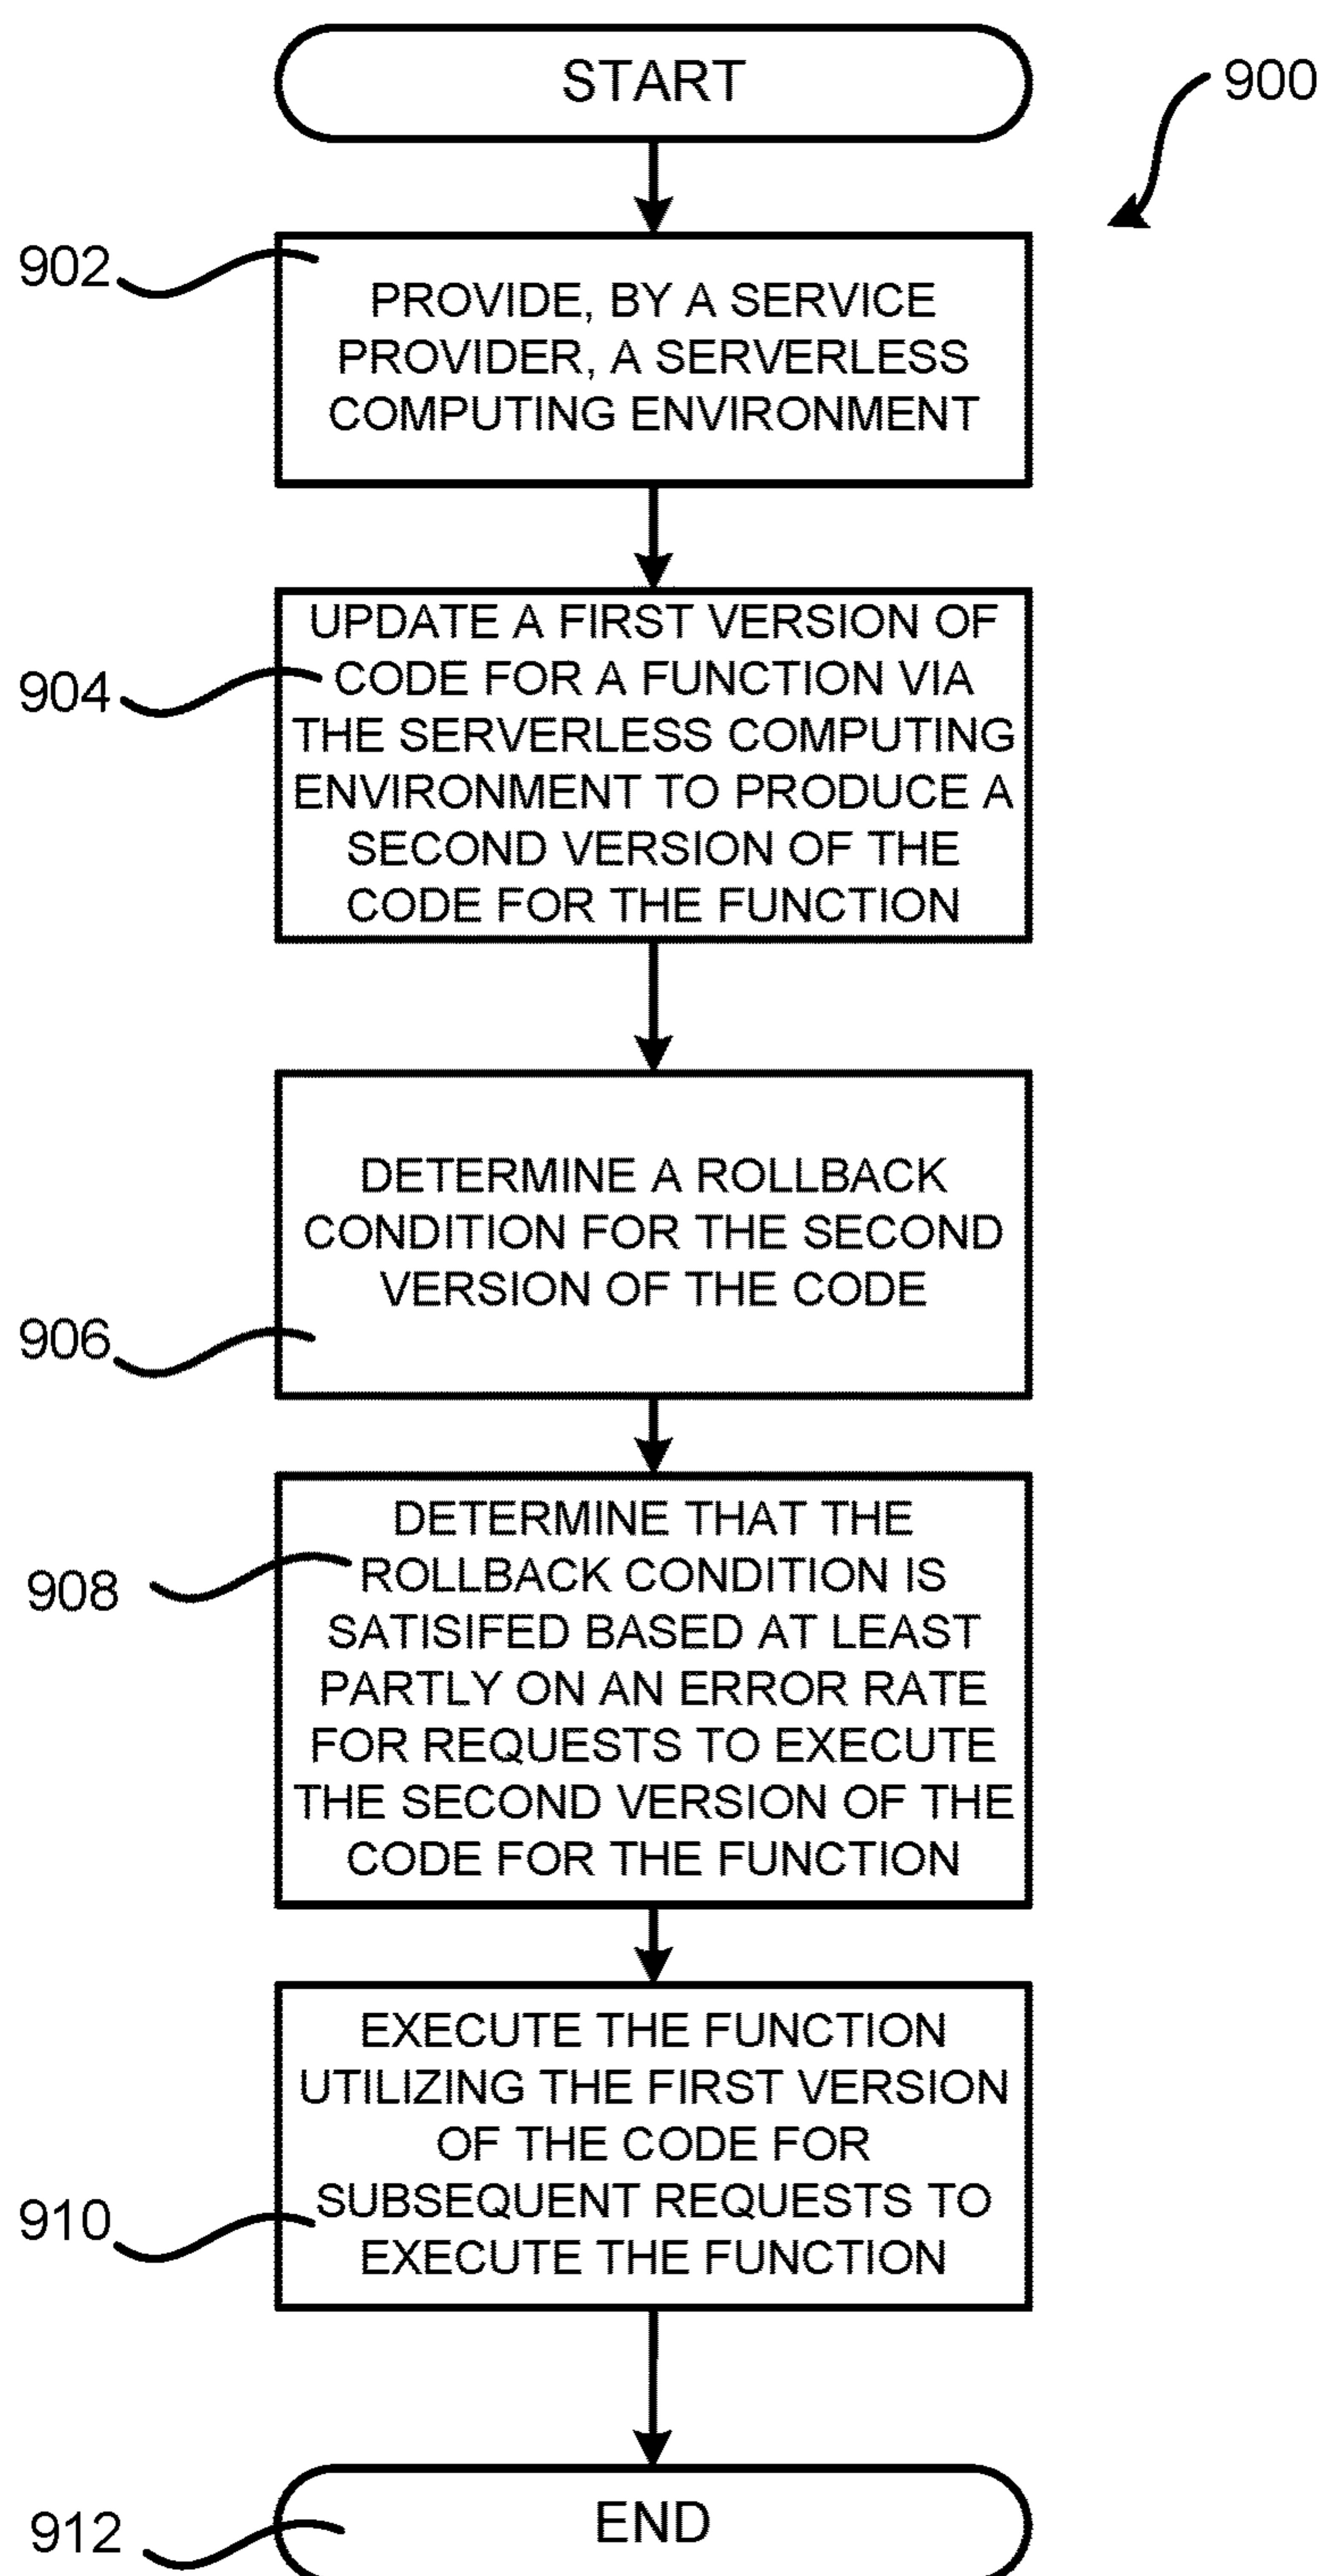 START
900
902
PROVIDE, BY A SERVICE
PROVIDER, A SERVERLESS
COMPUTING ENVIRONMENT
904
UPDATE A FIRST VERSION OF
CODE FOR A FUNCTION VIA
THE SERVERLESS COMPUTING
ENVIRONMENT TO PRODUCE A
SECOND VERSION OF THE
CODE FOR THE FUNCTION
DETERMINE A ROLLBACK
CONDITION FOR THE SECOND
VERSION OF THE CODE
906
DETERMINE THAT THE
908
ROLLBACK CONDITION IS
SATISIFED BASED AT LEAST
PARTLY ON AN ERROR RATE
FOR REQUESTS TO EXECUTE
THE SECOND VERSION OF THE
CODE FOR THE FUNCTION
EXECUTE THE FUNCTION
UTILIZING THE FIRST VERSION
OF THE CODE FOR
SUBSEQUENT REQUESTS TO
EXECUTE THE FUNCTION
910
END
912